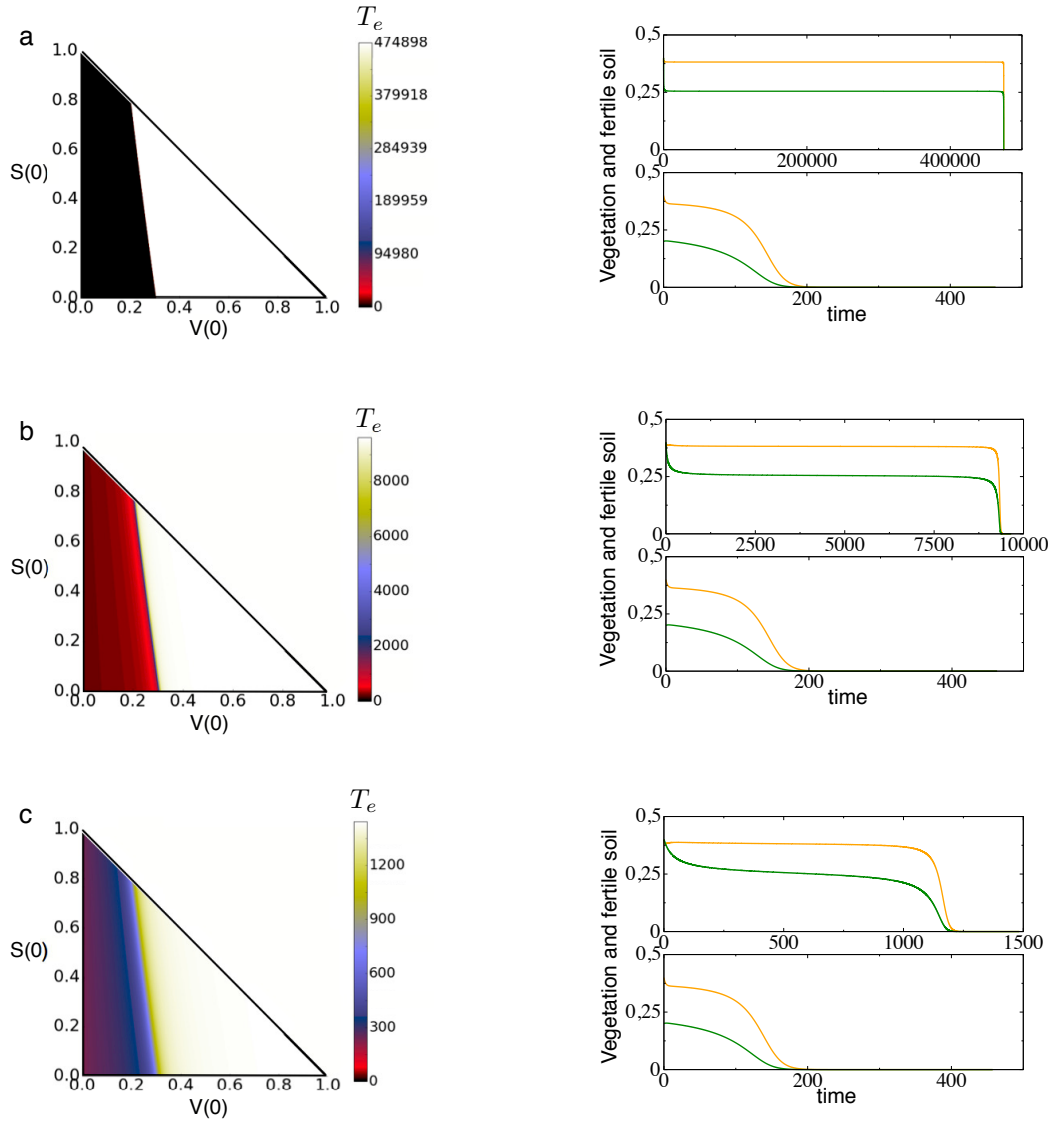 a
T_e
1.0
0.8
0.6
S(0)
0.4
0.2
0.0
0.0 0.2 0.4 0.6 0.8 1.0
V(0)
474898
379918
284939
189959
94980
0
Vegetation and fertile soil
0,5
0,25
0
0 200000 400000
0,5
0,25
0
0 200 400
time
b
T_e
1.0
0.8
0.6
S(0)
0.4
0.2
0.0
0.0 0.2 0.4 0.6 0.8 1.0
V(0)
8000
6000
4000
2000
0
Vegetation and fertile soil
0,5
0,25
0
0 2500 5000 7500 10000
0,5
0,25
0
0 200 400
time
c
T_e
1.0
0.8
0.6
S(0)
0.4
0.2
0.0
0.0 0.2 0.4 0.6 0.8 1.0
V(0)
1200
900
600
300
0
Vegetation and fertile soil
0,5
0,25
0
0 500 1000 1500
0,5
0,25
0
0 200 400
time